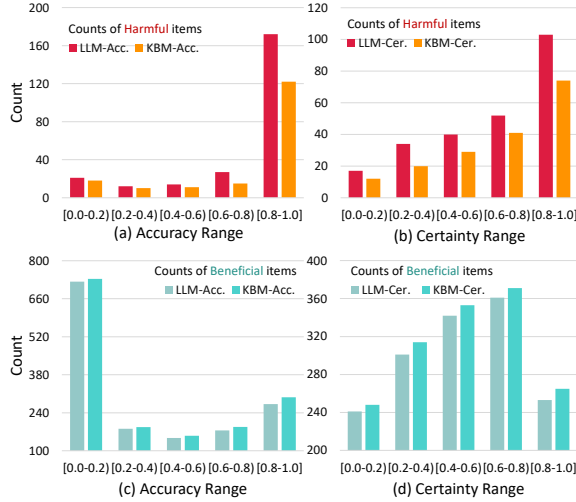 Counts of Harmful items
LLM-Acc. KBM-Acc.
Count
200
160
120
80
40
0
[0.0-0.2) [0.2-0.4) [0.4-0.6) [0.6-0.8) [0.8-1.0]
(a) Accuracy Range
Counts of Harmful items
LLM-Cer. KBM-Cer.
120
100
80
60
40
20
0
[0.0-0.2) [0.2-0.4) [0.4-0.6) [0.6-0.8) [0.8-1.0]
(b) Certainty Range
Counts of Beneficial items
LLM-Acc. KBM-Acc.
Count
800
660
520
380
240
100
[0.0-0.2) [0.2-0.4) [0.4-0.6) [0.6-0.8) [0.8-1.0]
(c) Accuracy Range
Counts of Beneficial items
LLM-Cer. KBM-Cer.
400
360
320
280
240
200
[0.0-0.2) [0.2-0.4) [0.4-0.6) [0.6-0.8) [0.8-1.0]
(d) Certainty Range